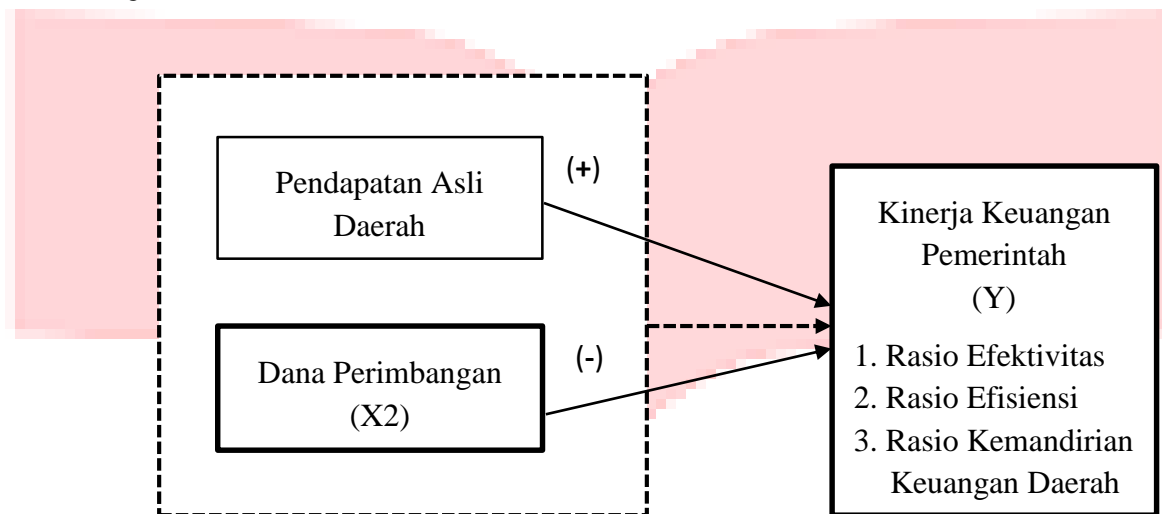 Pendapatan Asli
Daerah
(+)
Dana Perimbangan
(X2)
(-)
Kinerja Keuangan
Pemerintah
(Y)
1. Rasio Efektivitas
2. Rasio Efisiensi
3. Rasio Kemandirian
Keuangan Daerah